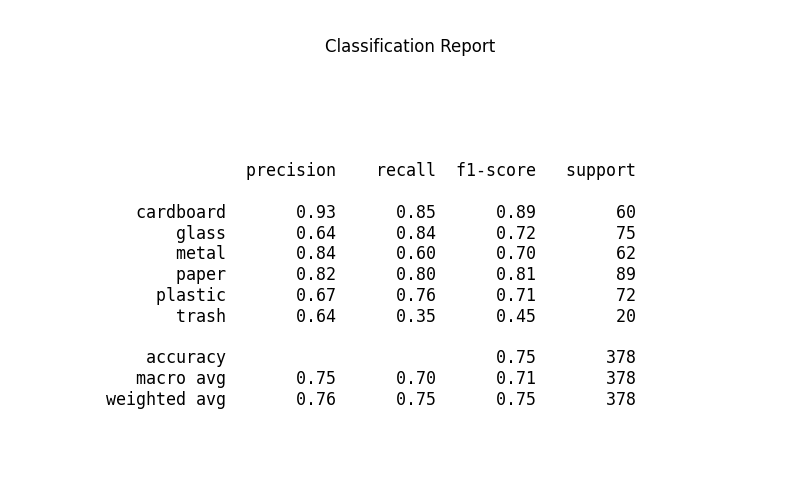 Classification Report
precision recall f1-score support
cardboard 0.93 0.85 0.89 60
glass 0.64 0.84 0.72 75
metal 0.84 0.60 0.70 62
paper 0.82 0.80 0.81 89
plastic 0.67 0.76 0.71 72
trash 0.64 0.35 0.45 20
accuracy 0.75 378
macro avg 0.75 0.70 0.71 378
weighted avg 0.76 0.75 0.75 378